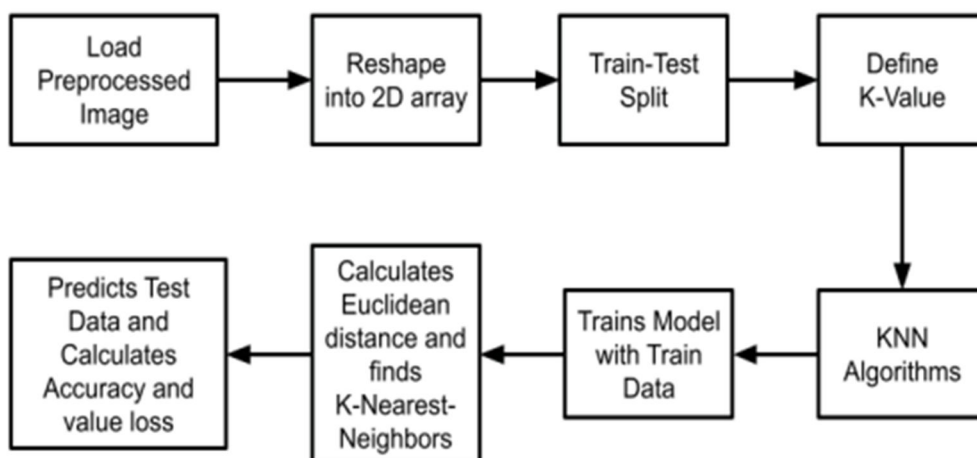 Load
Preprocessed
Image
Reshape
into 2D array
Train-Test
Split
Define
K-Value
KNN
Algorithms
Trains Model
with Train
Data
Calculates
Euclidean
distance and
finds
K-Nearest-
Neighbors
Predicts Test
Data and
Calculates
Accuracy and
value loss